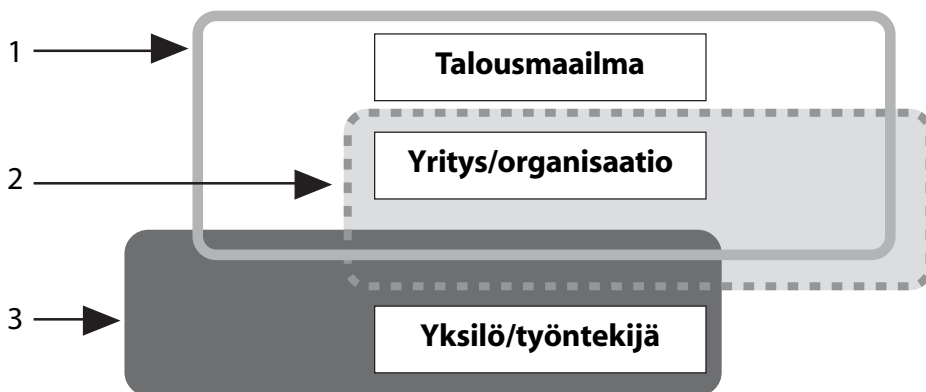 1
Talousmaailma
2
Yritys/organisaatio
3
Yksilö/työntekijä